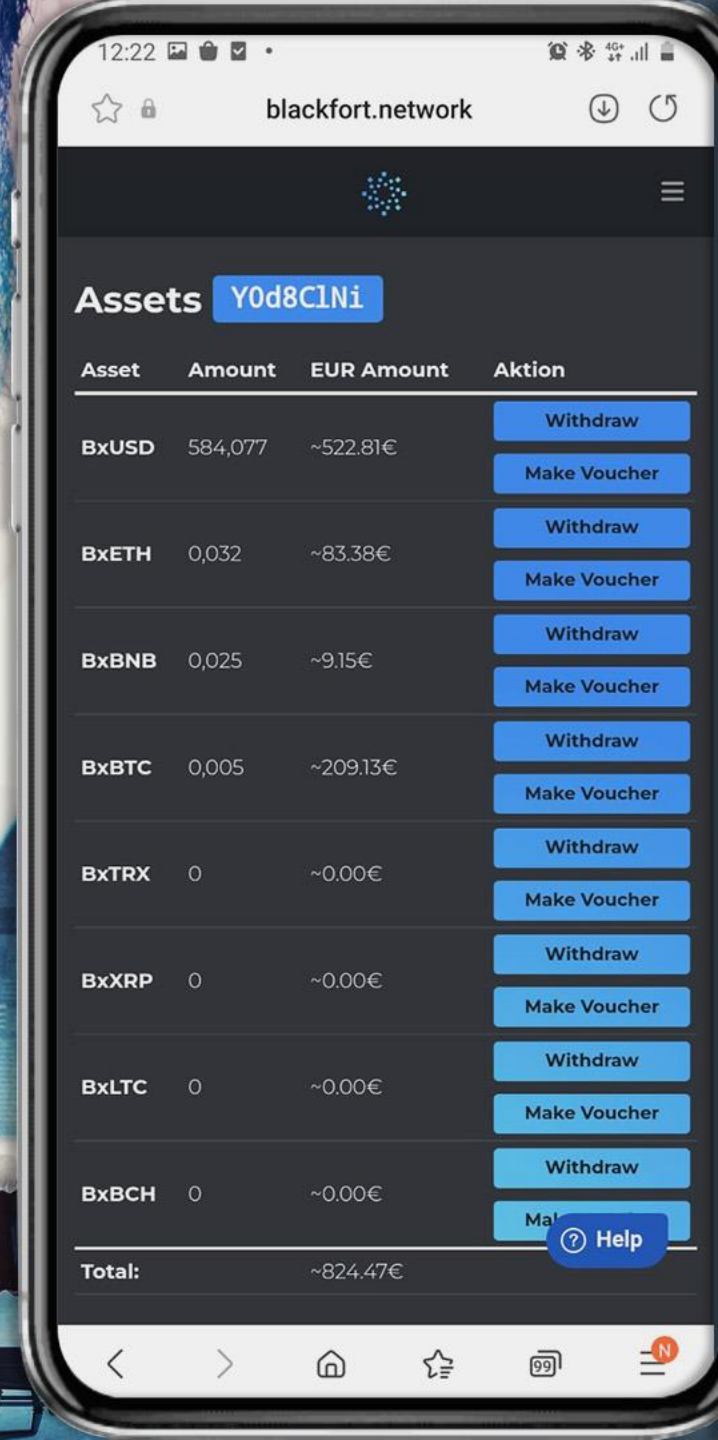 12:22
4G+
blackfort.network
Assets Y0d8ClNi
Asset Amount EUR Amount Aktion
BxUSD 584,077 ~522.81€ Withdraw
Make Voucher
BxETH 0,032 ~83.38€ Withdraw
Make Voucher
BxBNB 0,025 ~9.15€ Withdraw
Make Voucher
BxBTC 0,005 ~209.13€ Withdraw
Make Voucher
BxTRX 0 ~0.00€ Withdraw
Make Voucher
BxXRP 0 ~0.00€ Withdraw
Make Voucher
BxLTC 0 ~0.00€ Withdraw
Make Voucher
BxBCH 0 ~0.00€ Withdraw
Help
Total: ~824.47€
99
N